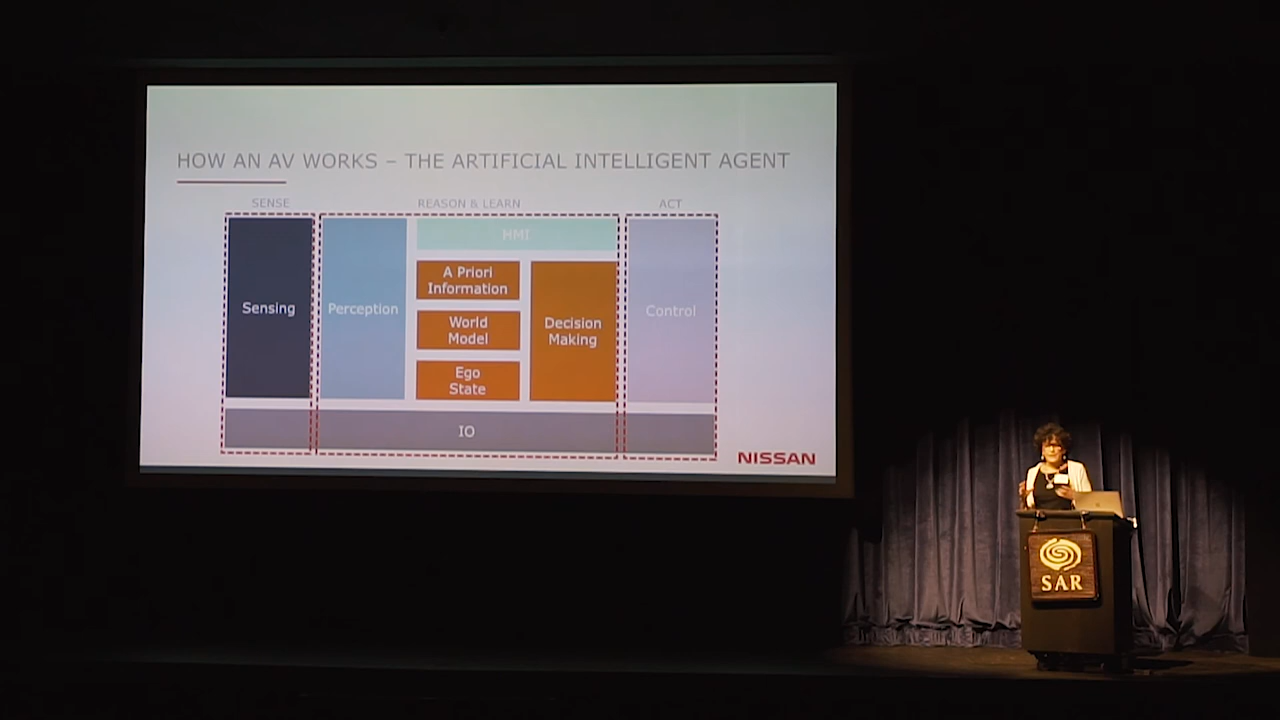 HOW AN AV WORKS – THE ARTIFICIAL INTELLIGENT AGENT
SENSE
REASON & LEARN
ACT
HMI
Sensing
Perception
A Priori
Information
World
Model
Ego
State
Decision
Making
Control
IO
NISSAN
SAR